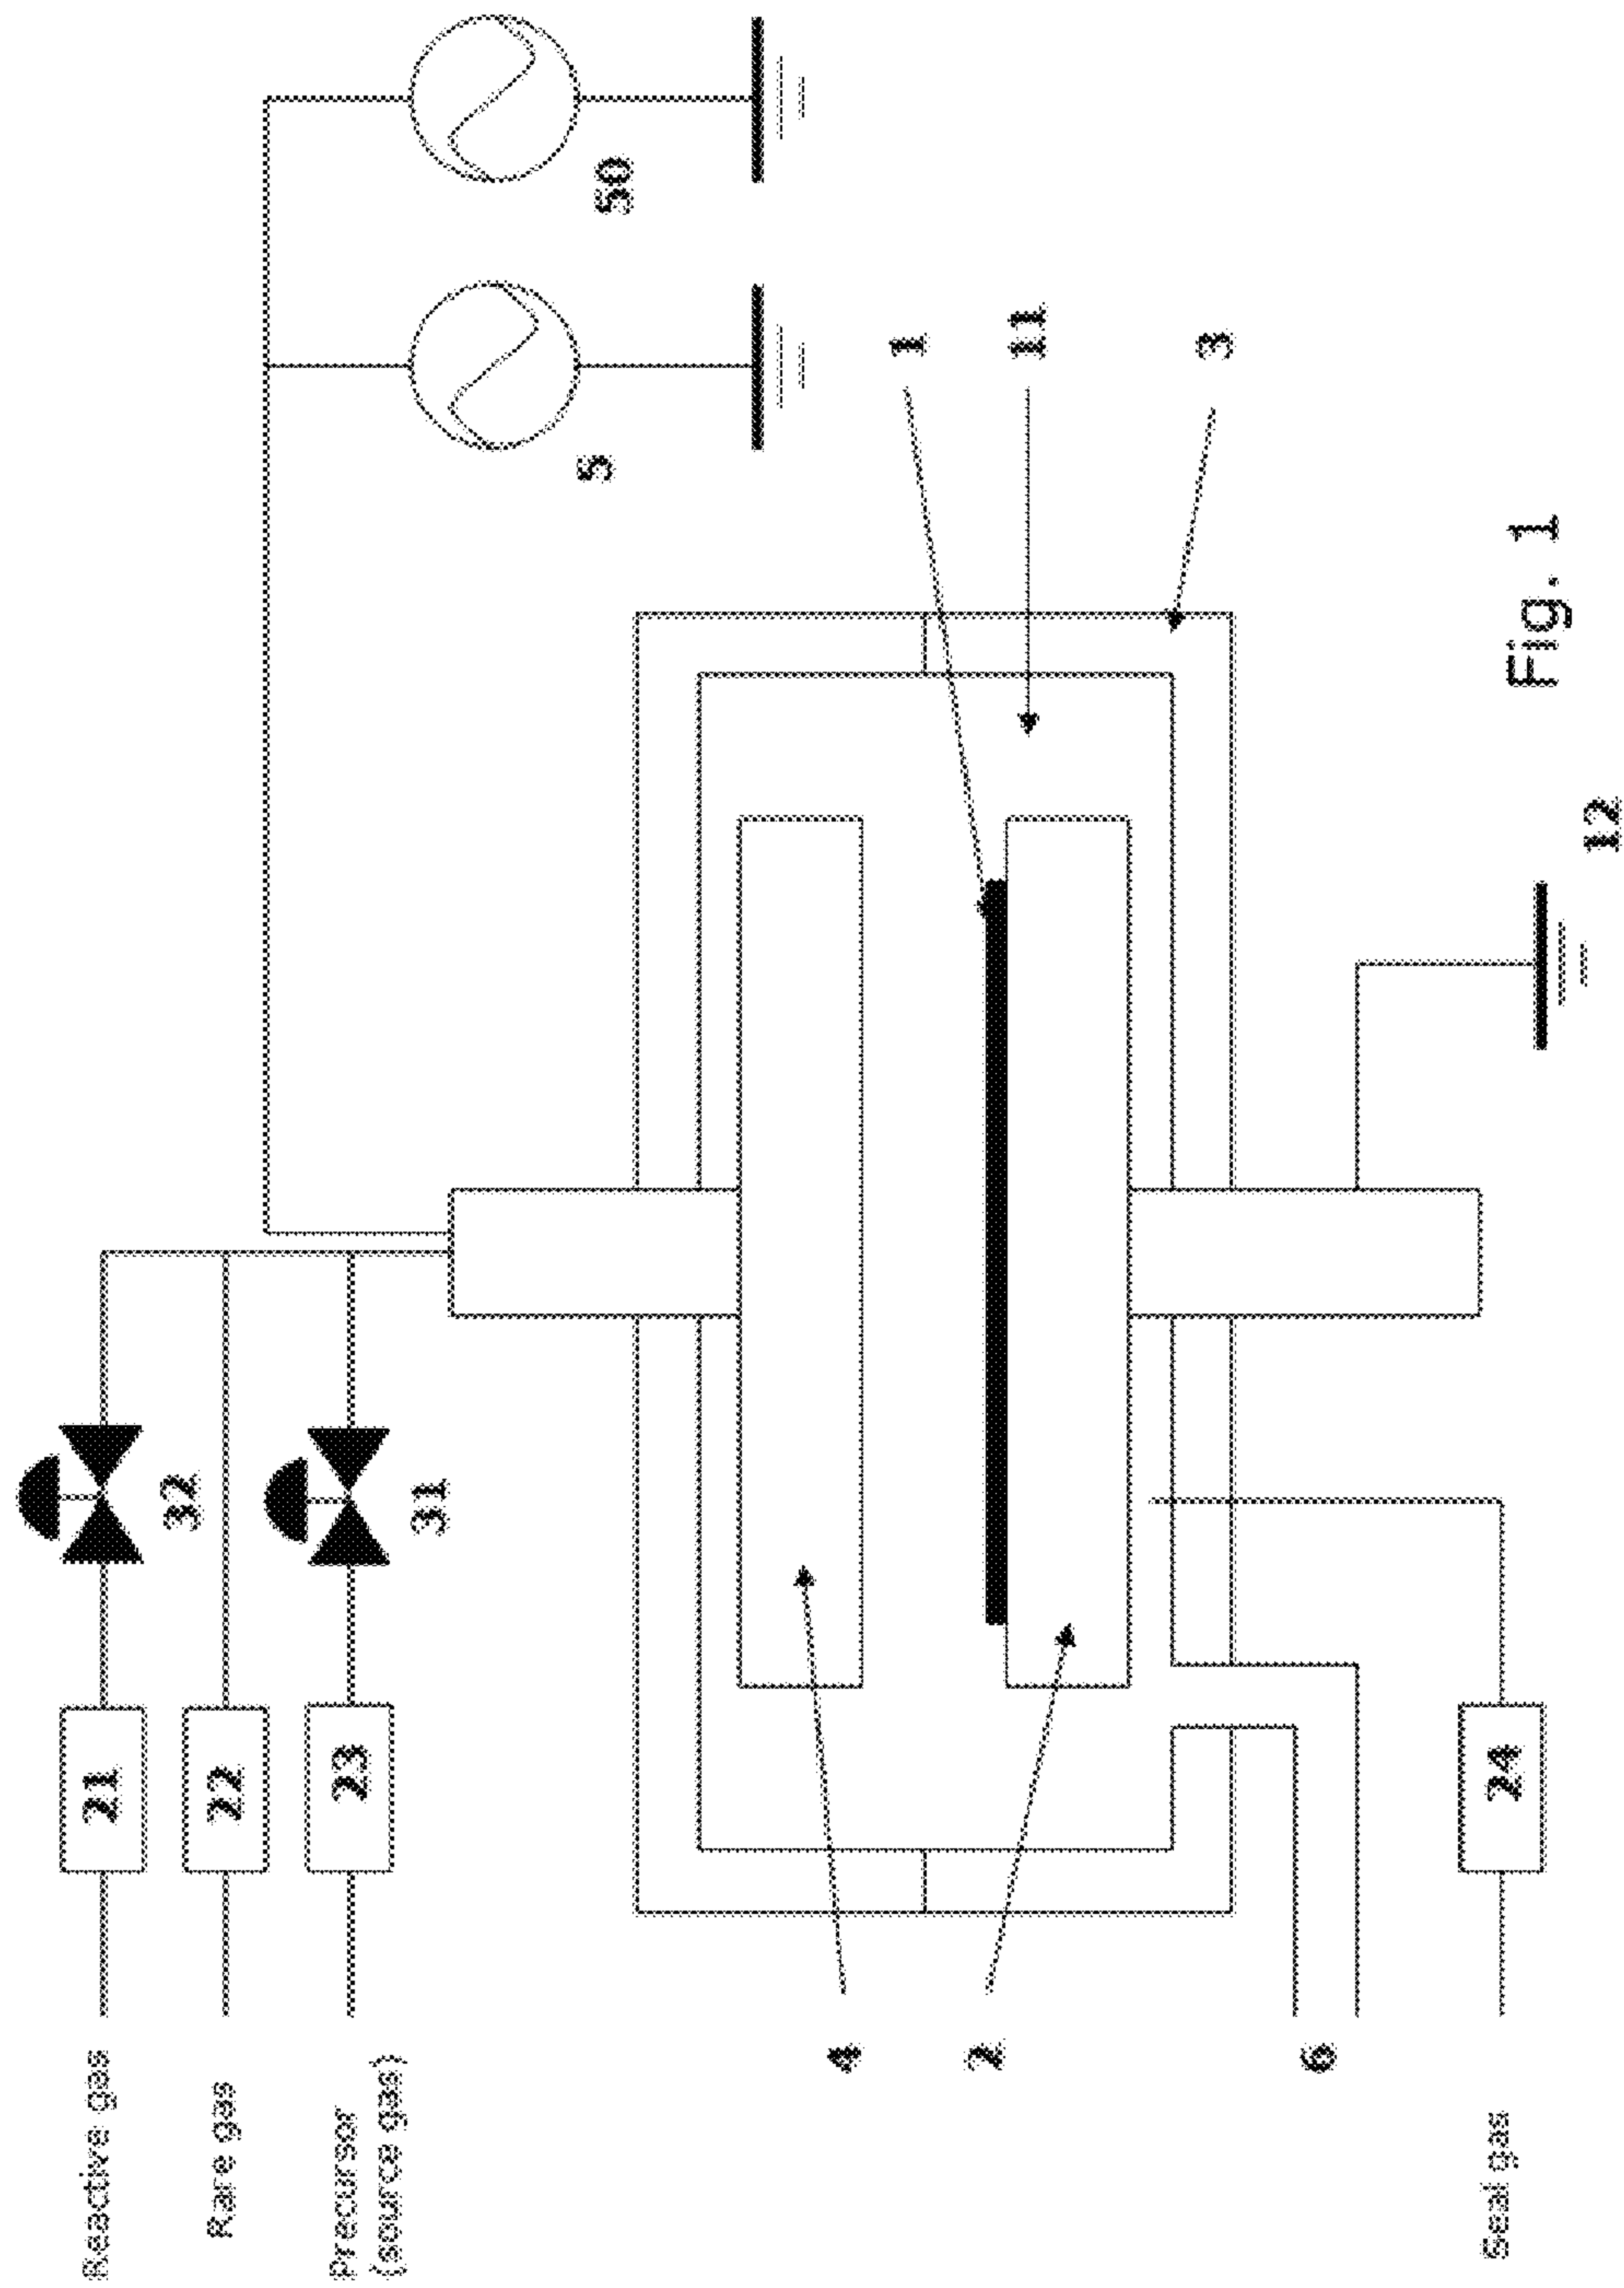 Reactive gas
21
32
Rare gas
22
Precursor
(source gas)
23
31
5
50
4
2
1
11
3
6
Seal gas
24
12
Fig. 1